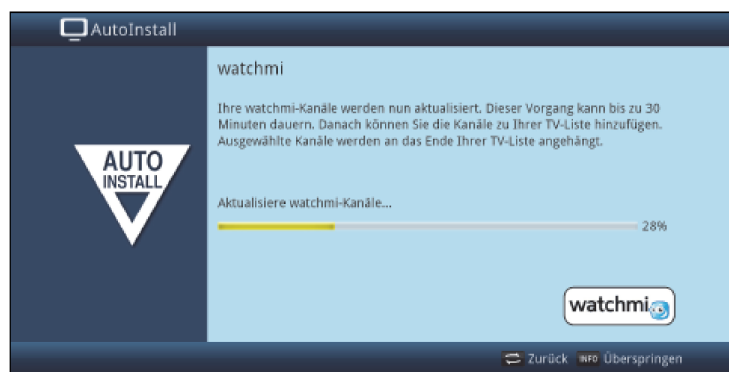 AutoInstall
watchmi
Ihre watchmi-Kanäle werden nun aktualisiert. Dieser Vorgang kann bis zu 30
Minuten dauern. Danach können Sie die Kanäle zu Ihrer TV-Liste hinzufügen.
Ausgewählte Kanäle werden an das Ende Ihrer TV-Liste angehängt.
AUTO
INSTALL
Aktualisiere watchmi-Kanäle...
28%
watchmi
Zurück INFO Überspringen